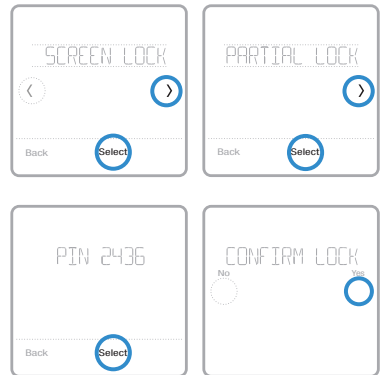 SCREEN LOCK
Back Select
PARTIAL LOCK
Back Select
PIN 2436
Back Select
CONFIRM LOCK
No Yes